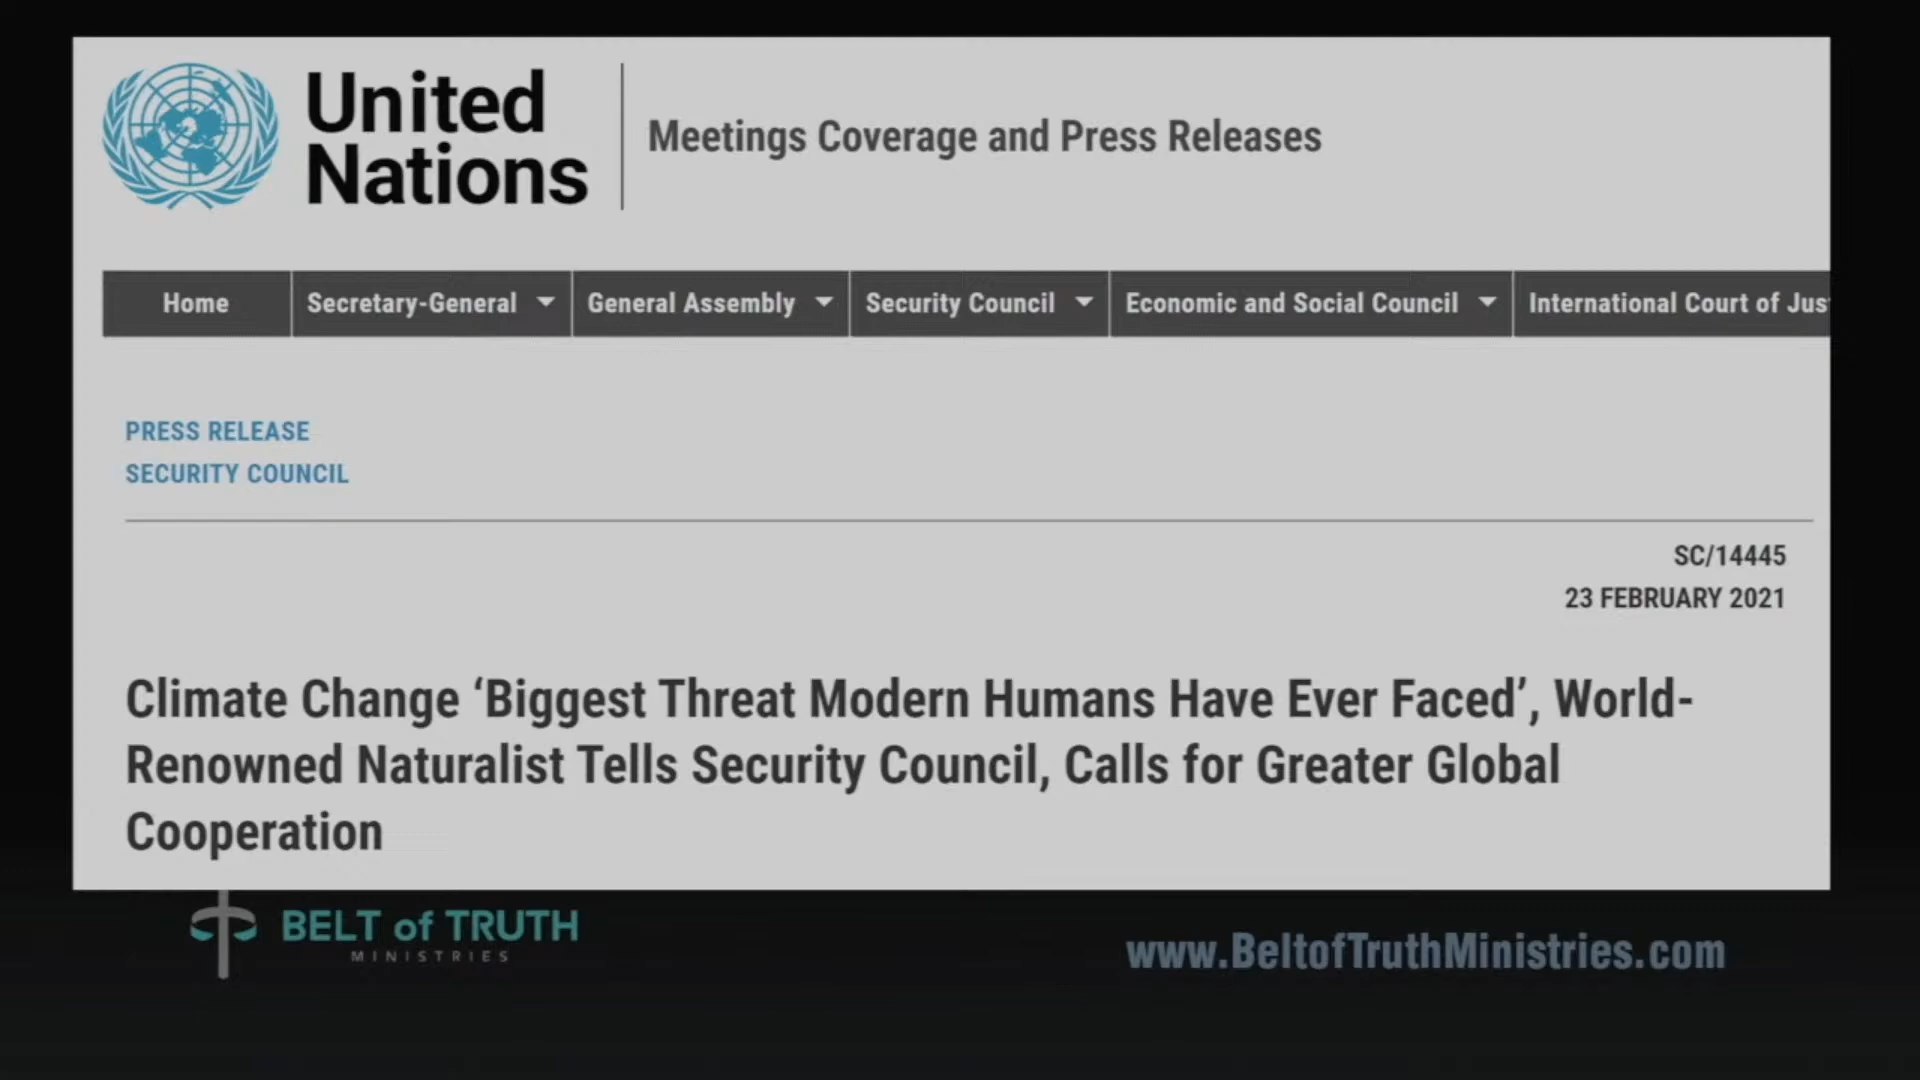 United
Nations
Meetings Coverage and Press Releases
Home
Secretary-General
General Assembly
Security Council
Economic and Social Council
International Court of Jus
PRESS RELEASE
SECURITY COUNCIL
SC/14445
23 FEBRUARY 2021
Climate Change ‘Biggest Threat Modern Humans Have Ever Faced’, World-
Renowned Naturalist Tells Security Council, Calls for Greater Global
Cooperation
BELT of TRUTH
MINISTRIES
www.BeltofTruthMinistries.com